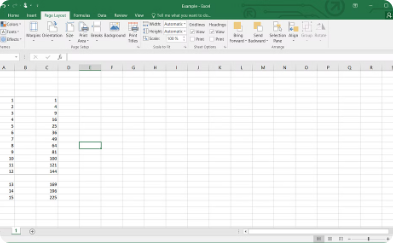 Example - Excel
Home Insert Page Layout Formulas Data Review View Tell me what you want to do...
Colors Margins Orientation Size Print Area Breaks Background Print Titles Width: Automatic Gridlines Headings Bring Forward Send Backward Selection Pane Align Group Rotate
Fonts Height: Automatic View View
Effects Scale: 100 % Print Print
Page Setup Scale to Fit Sheet Options Arrange
A B C D E F G H I J K L M N O P Q R
1 1
2 4
3 9
4 16
5 25
6 36
7 49
8 64
9 81
10 100
11 121
12 144
13 169
14 196
15 225